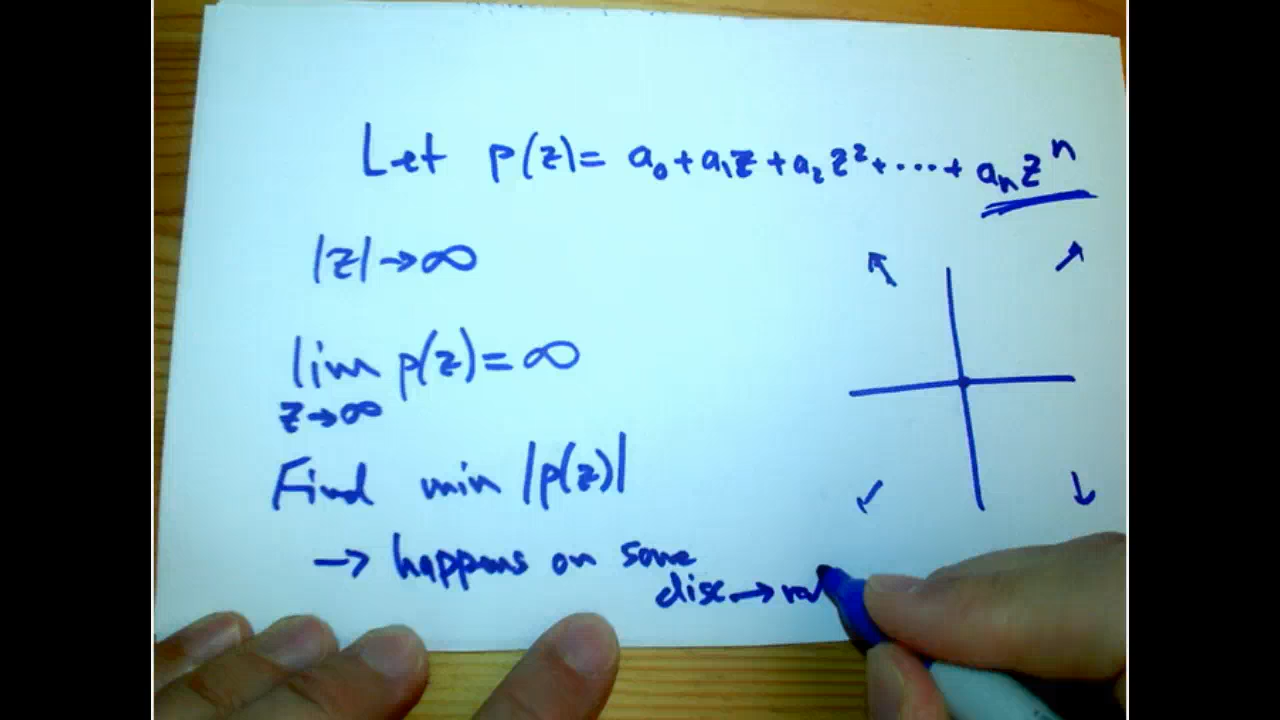 Let p(z) = a₀ + a₁z + a₂z² + ⋯ + aₙzⁿ
|z| → ∞
lim p(z) = ∞
z → ∞
Find min |p(z)|
→ happens on some
disc →